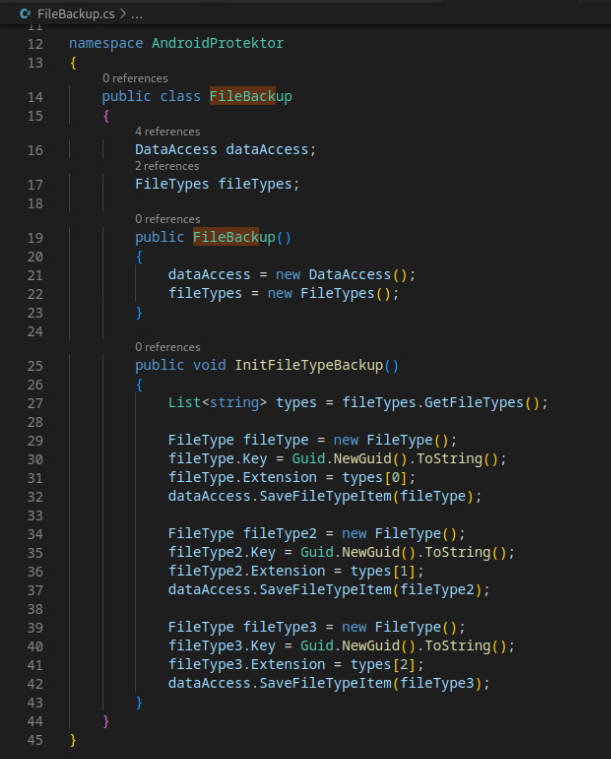 FileBackup.cs > ...
11
12 namespace AndroidProtektor
13 {
0 references
14 public class FileBackup
15 {
4 references
16 DataAccess dataAccess;
2 references
17 FileTypes fileTypes;
18
0 references
19 public FileBackup()
20 {
21 dataAccess = new DataAccess();
22 fileTypes = new FileTypes();
23 }
24
0 references
25 public void InitFileTypeBackup()
26 {
27 List<string> types = fileTypes.GetFileTypes();
28
29 FileType fileType = new FileType();
30 fileType.Key = Guid.NewGuid().ToString();
31 fileType.Extension = types[0];
32 dataAccess.SaveFileTypeItem(fileType);
33
34 FileType fileType2 = new FileType();
35 fileType2.Key = Guid.NewGuid().ToString();
36 fileType2.Extension = types[1];
37 dataAccess.SaveFileTypeItem(fileType2);
38
39 FileType fileType3 = new FileType();
40 fileType3.Key = Guid.NewGuid().ToString();
41 fileType3.Extension = types[2];
42 dataAccess.SaveFileTypeItem(fileType3);
43 }
44 }
45 }